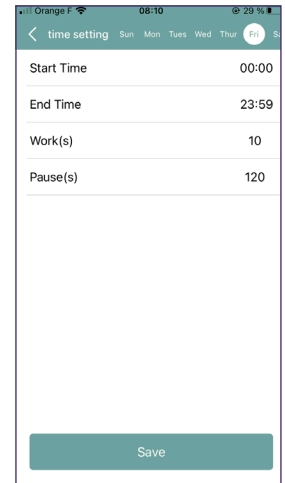 Orange F 08:10 29 %
time setting Sun Mon Tues Wed Thur Fri Sa
Start Time 00:00
End Time 23:59
Work(s) 10
Pause(s) 120
Save